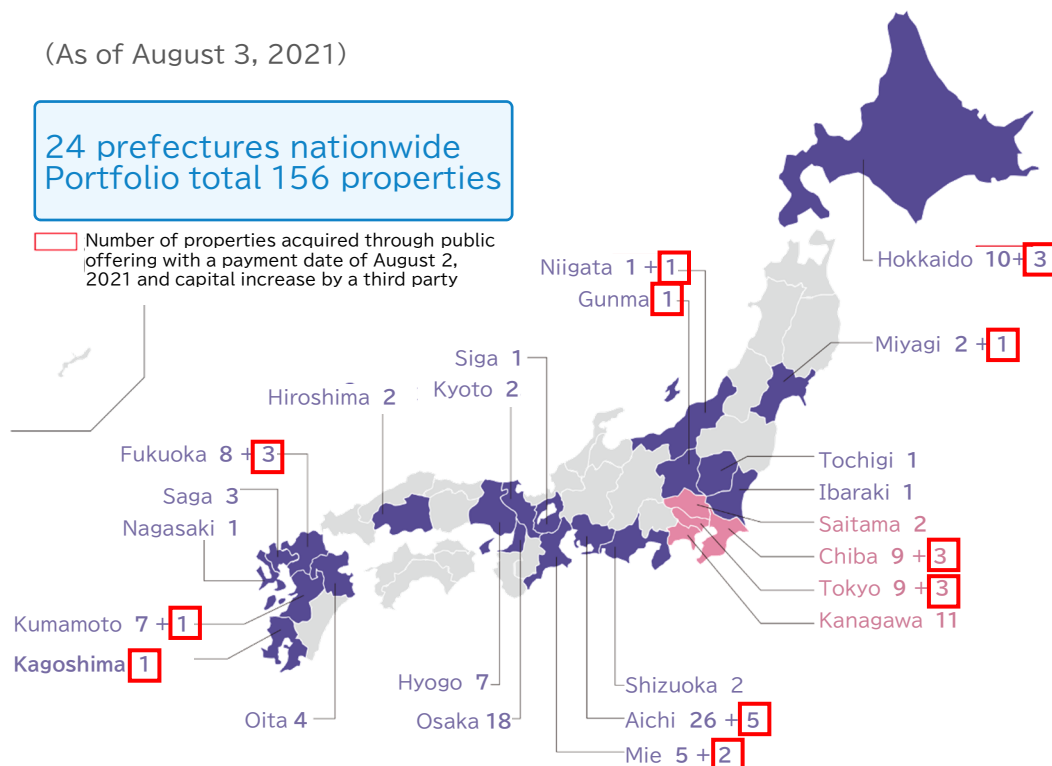 (As of August 3, 2021)
24 prefectures nationwide
Portfolio total 156 properties
Number of properties acquired through public
offering with a payment date of August 2,
2021 and capital increase by a third party
Hokkaido 10+ 3
Niigata 1 + 1
Gunma 1
Miyagi 2 + 1
Siga 1
Kyoto 2
Hiroshima 2
Fukuoka 8 + 3
Saga 3
Nagasaki 1
Tochigi 1
Ibaraki 1
Saitama 2
Chiba 9 + 3
Tokyo 9 + 3
Kanagawa 11
Kumamoto 7 + 1
Kagoshima 1
Hyogo 7
Shizuoka 2
Oita 4
Osaka 18
Aichi 26 + 5
Mie 5 + 2